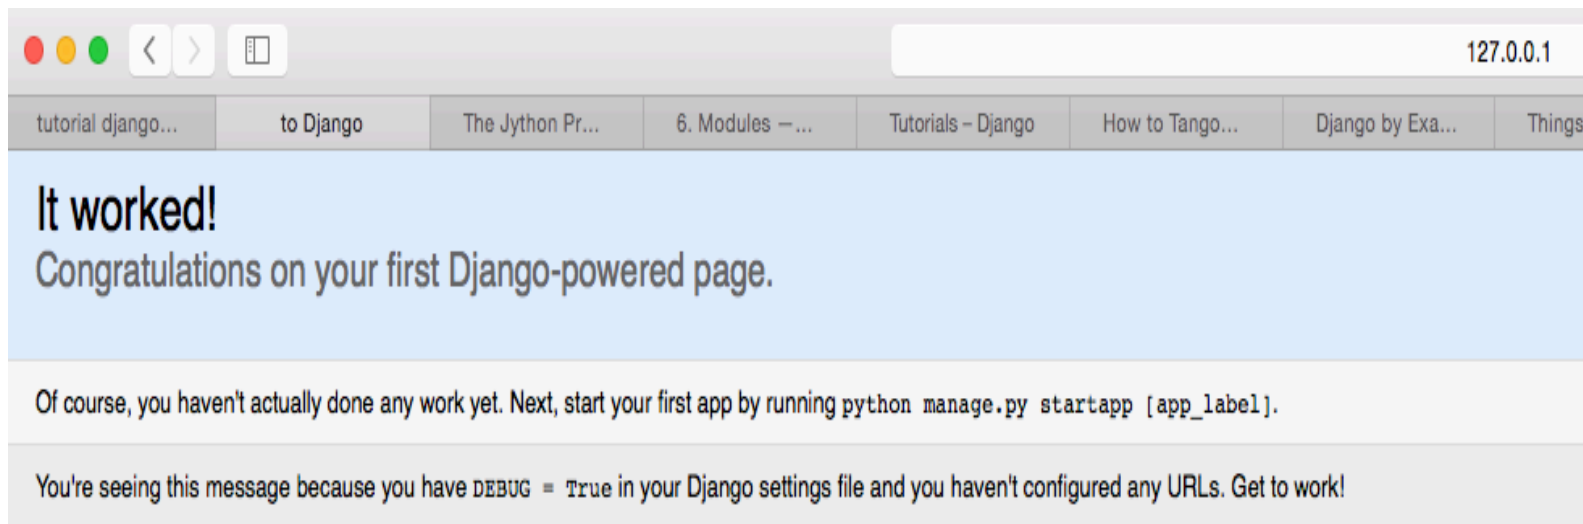 127.0.0.1
tutorial django...
to Django
The Jython Pr...
6. Modules —...
Tutorials – Django
How to Tango...
Django by Exa...
Things
It worked!
Congratulations on your first Django-powered page.
Of course, you haven't actually done any work yet. Next, start your first app by running python manage.py startapp [app_label].
You're seeing this message because you have DEBUG = True in your Django settings file and you haven't configured any URLs. Get to work!